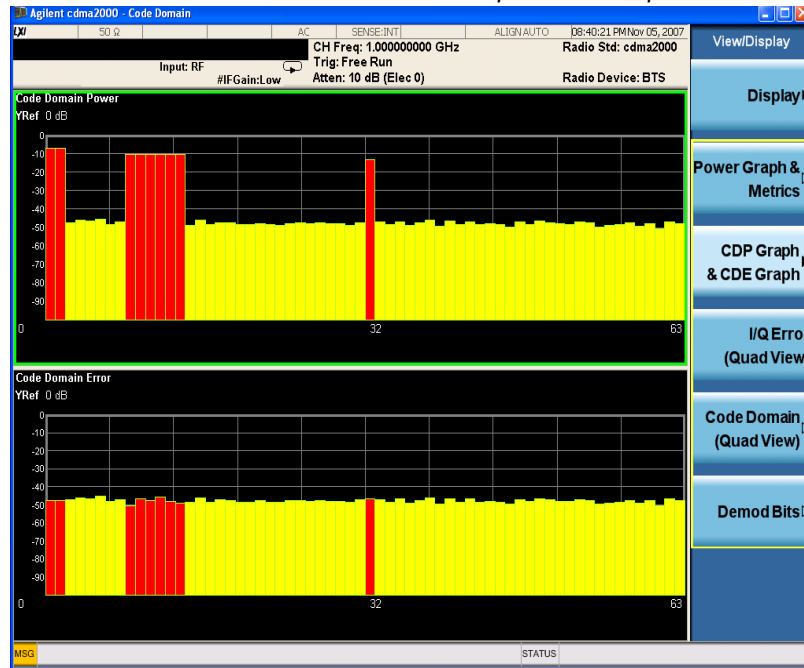 Agilent cdma2000 - Code Domain
LXI 50 Ω AC SENSE:INT ALIGN AUTO 08:40:21 PM Nov 05, 2007
CH Freq: 1.000000000 GHz Radio Std: cdma2000
Input: RF Trig: Free Run
#IFGain:Low Atten: 10 dB (Elec 0) Radio Device: BTS
View/Display
Display
Power Graph &
Metrics
CDP Graph
& CDE Graph
I/Q Erro
(Quad View
Code Domain
(Quad View)
Demod Bits
Code Domain Power
YRef 0 dB
0
-10
-20
-30
-40
-50
-60
-70
-80
-90
0 32 63
Code Domain Error
YRef 0 dB
0
-10
-20
-30
-40
-50
-60
-70
-80
-90
0 32 63
MSG STATUS